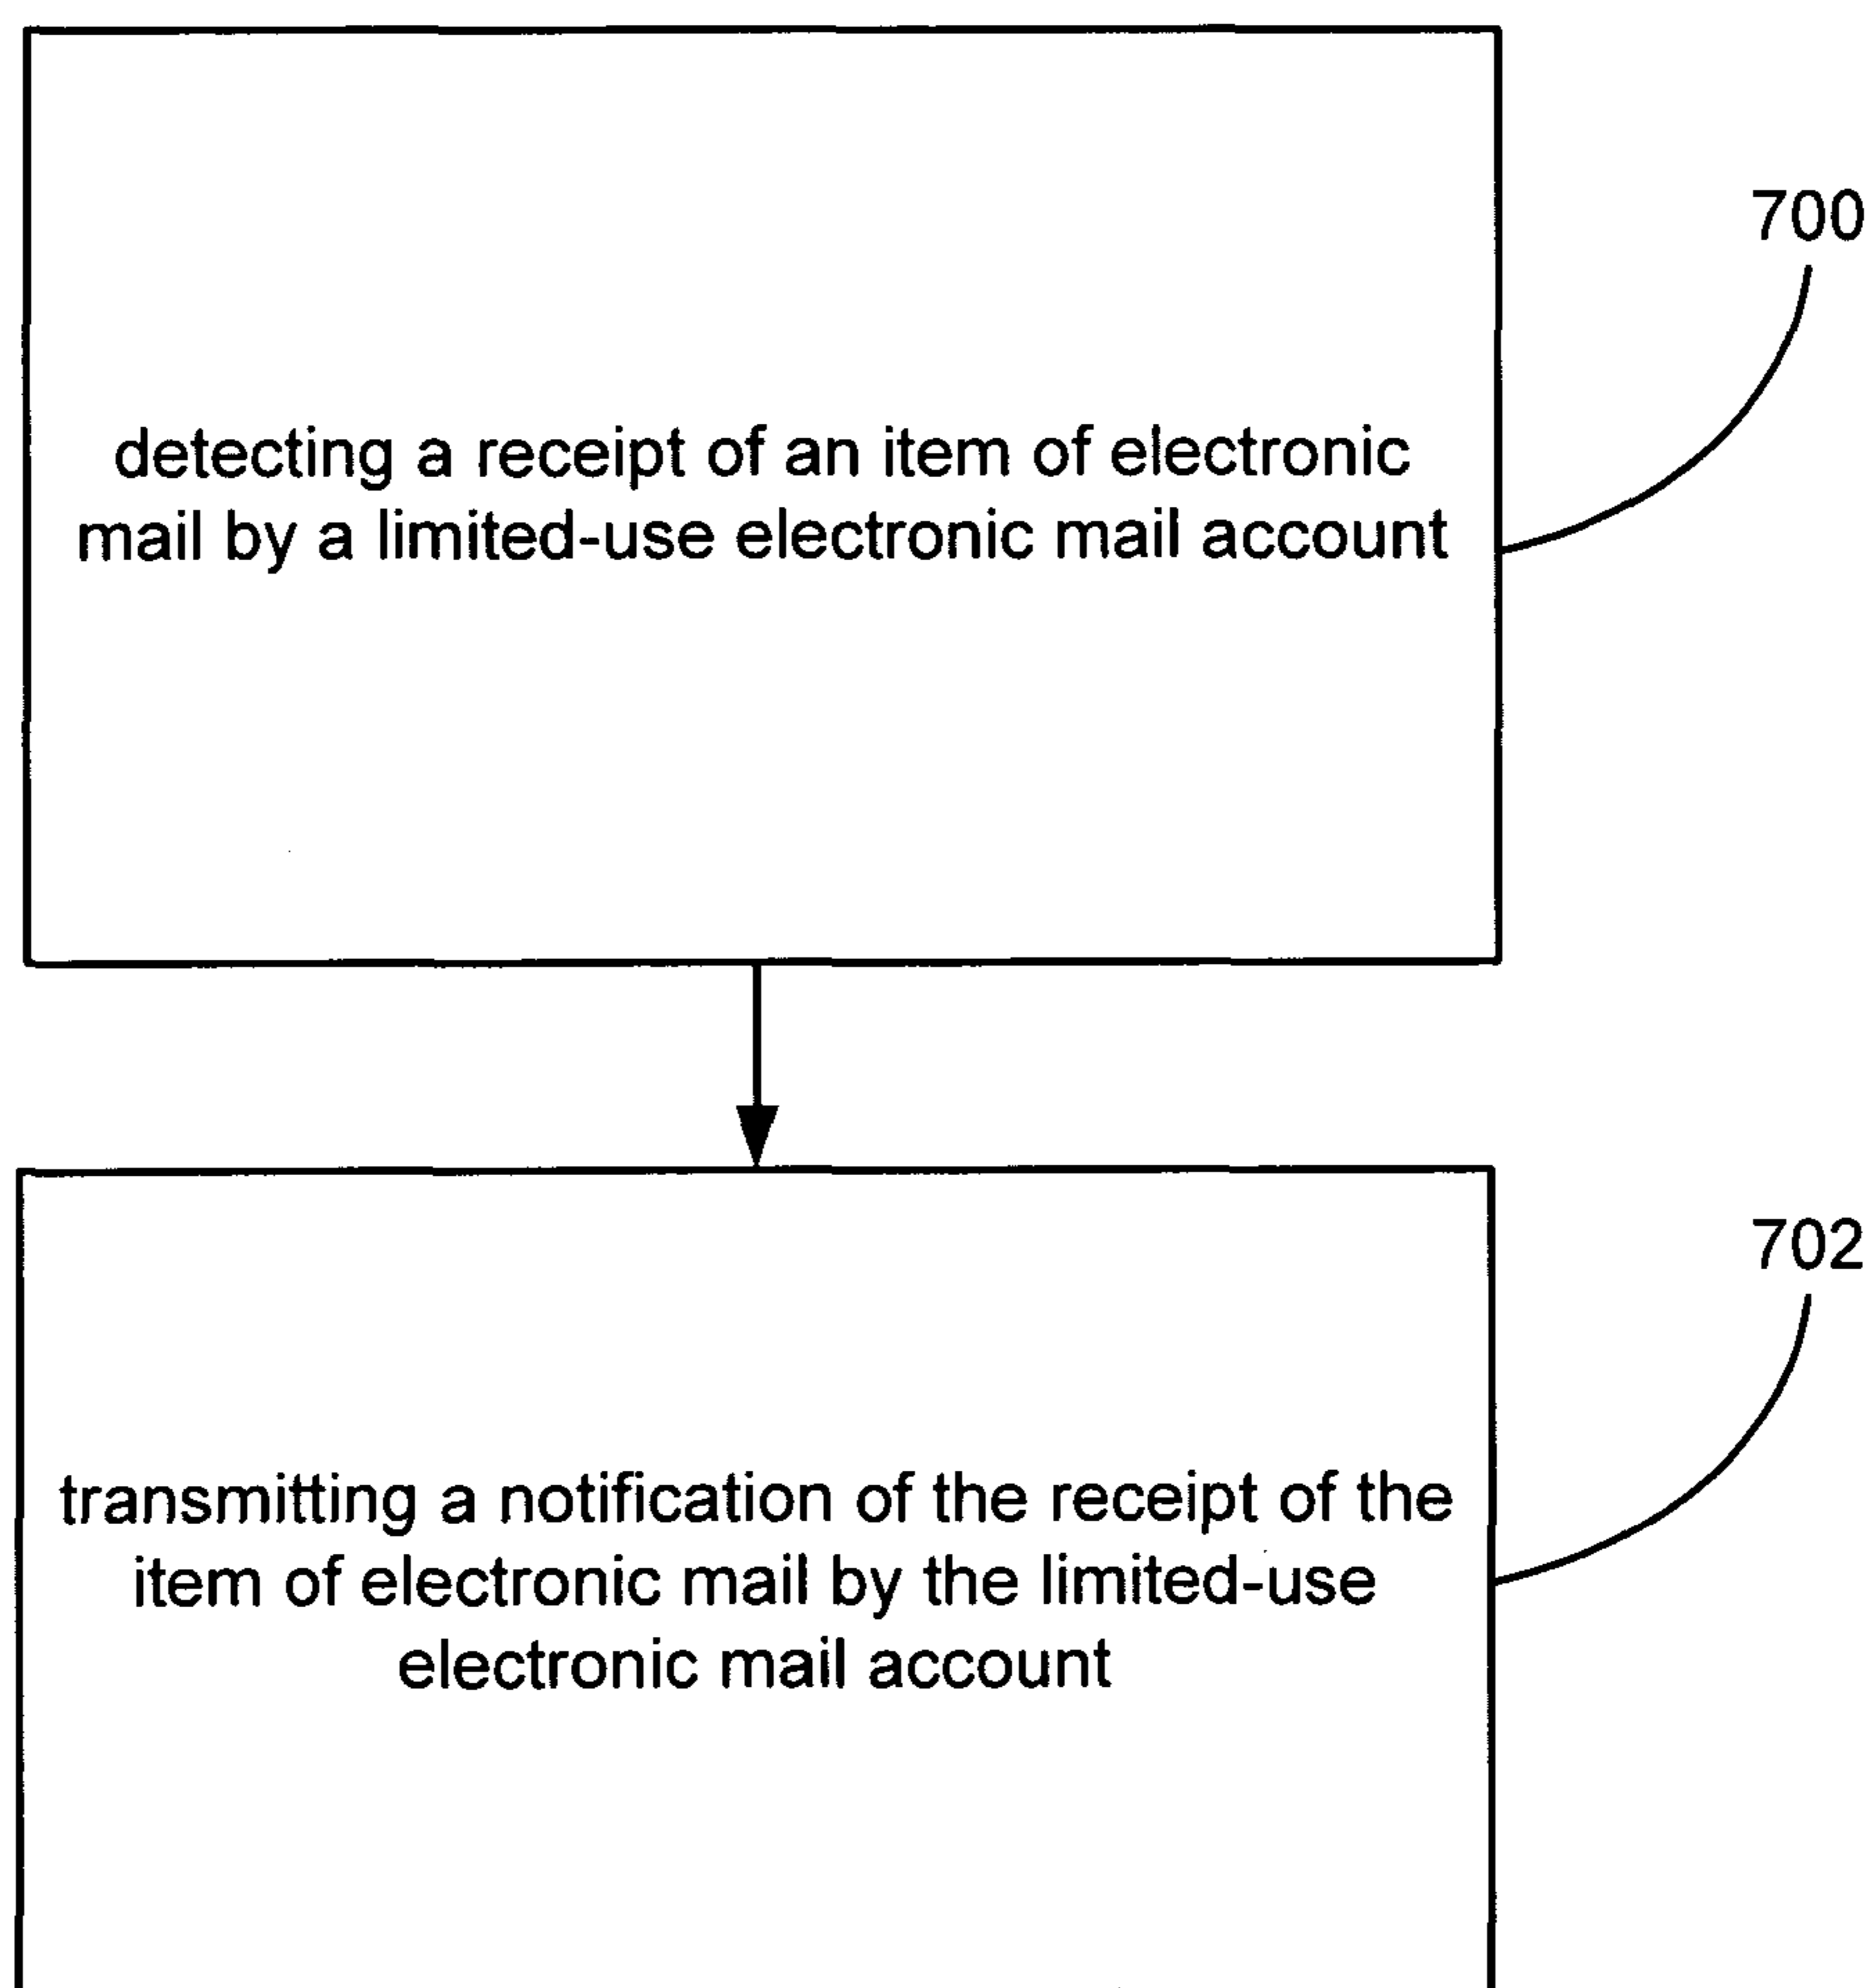 700
detecting a receipt of an item of electronic
mail by a limited-use electronic mail account
702
transmitting a notification of the receipt of the
item of electronic mail by the limited-use
electronic mail account